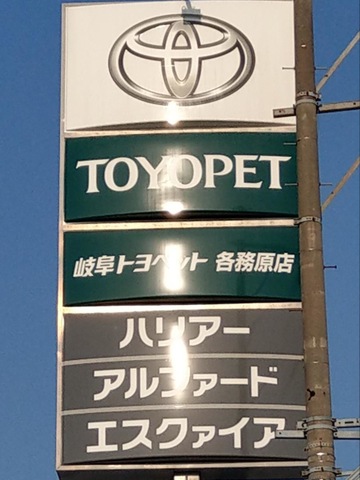 TOYOPET
岐阜トヨペット 各務原店
ハリアー
アルファード
エスクァイア